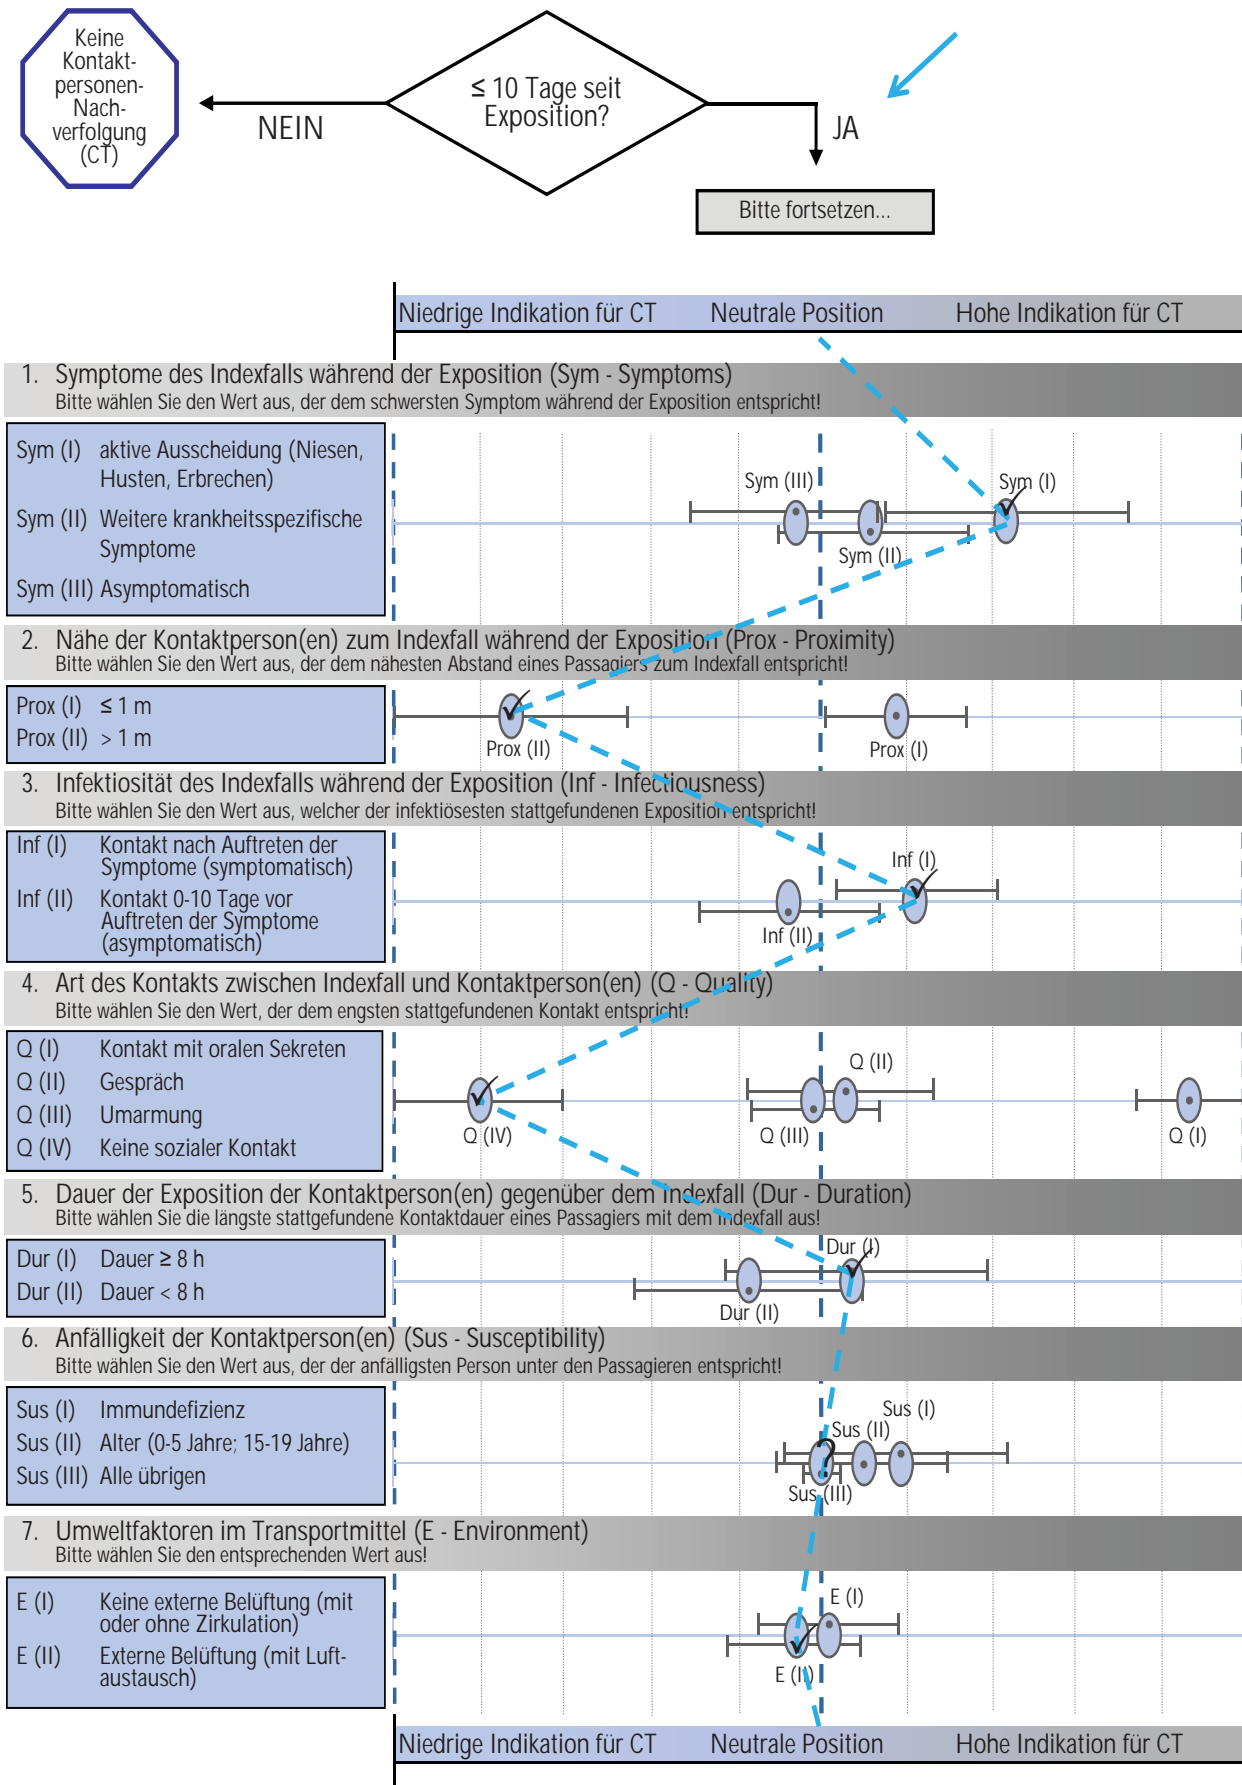 Keine
Kontakt-
personen-
Nach-
verfolgung
(CT)
≤ 10 Tage seit
Exposition?
NEIN
JA
Bitte fortsetzen...
Niedrige Indikation für CT
Neutrale Position
Hohe Indikation für CT
1. Symptome des Indexfalls während der Exposition (Sym - Symptoms)
Bitte wählen Sie den Wert aus, der dem schwersten Symptom während der Exposition entspricht!
Sym (I) aktive Ausscheidung (Niesen,
Husten, Erbrechen)
Sym (II) Weitere krankheitsspezifische
Symptome
Sym (III) Asymptomatisch
Sym (III)
Sym (I)
Sym (II)
2. Nähe der Kontaktperson(en) zum Indexfall während der Exposition (Prox - Proximity)
Bitte wählen Sie den Wert aus, der dem nähesten Abstand eines Passagiers zum Indexfall entspricht!
Prox (I) ≤ 1 m
Prox (II) > 1 m
Prox (II)
Prox (I)
3. Infektiosität des Indexfalls während der Exposition (Inf - Infectiousness)
Bitte wählen Sie den Wert aus, welcher der infektiösesten stattgefundenen Exposition entspricht!
Inf (I) Kontakt nach Auftreten der
Symptome (symptomatisch)
Inf (II) Kontakt 0-10 Tage vor
Auftreten der Symptome
(asymptomatisch)
Inf (I)
Inf (II)
4. Art des Kontakts zwischen Indexfall und Kontaktperson(en) (Q - Quality)
Bitte wählen Sie den Wert, der dem engsten stattgefundenen Kontakt entspricht!
Q (I) Kontakt mit oralen Sekreten
Q (II) Gespräch
Q (III) Umarmung
Q (IV) Keine sozialer Kontakt
Q (II)
Q (IV)
Q (III)
Q (I)
5. Dauer der Exposition der Kontaktperson(en) gegenüber dem Indexfall (Dur - Duration)
Bitte wählen Sie die längste stattgefundene Kontaktdauer eines Passagiers mit dem Indexfall aus!
Dur (I) Dauer ≥ 8 h
Dur (II) Dauer < 8 h
Dur (I)
Dur (II)
6. Anfälligkeit der Kontaktperson(en) (Sus - Susceptibility)
Bitte wählen Sie den Wert aus, der der anfälligsten Person unter den Passagieren entspricht!
Sus (I) Immundefizienz
Sus (II) Alter (0-5 Jahre; 15-19 Jahre)
Sus (III) Alle übrigen
Sus (I)
Sus (II)
?
Sus (III)
7. Umweltfaktoren im Transportmittel (E - Environment)
Bitte wählen Sie den entsprechenden Wert aus!
E (I) Keine externe Belüftung (mit
oder ohne Zirkulation)
E (II) Externe Belüftung (mit Luft-
austausch)
E (I)
E (II)
Niedrige Indikation für CT
Neutrale Position
Hohe Indikation für CT